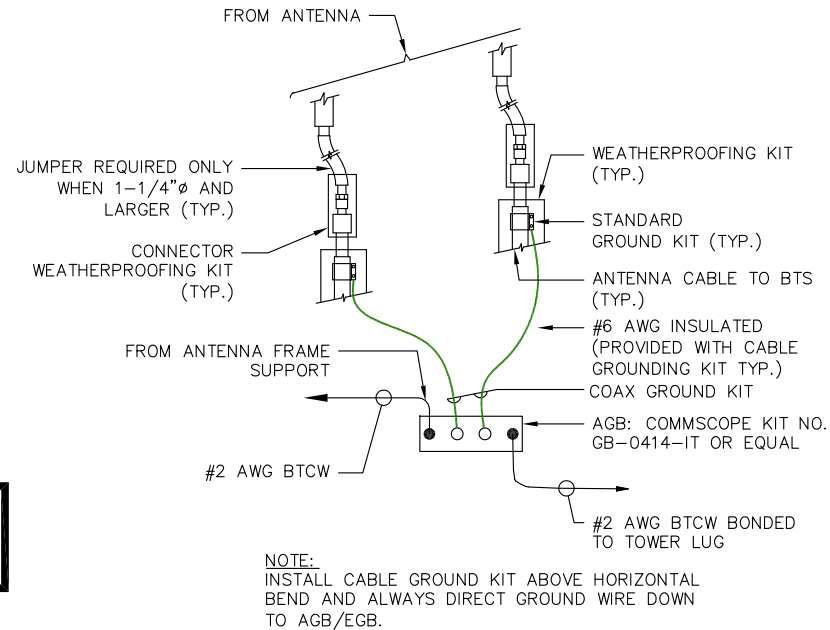 FROM ANTENNA
JUMPER REQUIRED ONLY
WHEN 1-1/4"ø AND
LARGER (TYP.)
CONNECTOR
WEATHERPROOFING KIT
(TYP.)
WEATHERPROOFING KIT
(TYP.)
STANDARD
GROUND KIT (TYP.)
ANTENNA CABLE TO BTS
(TYP.)
#6 AWG INSULATED
(PROVIDED WITH CABLE
GROUNDING KIT TYP.)
FROM ANTENNA FRAME
SUPPORT
COAX GROUND KIT
AGB: COMMSCOPE KIT NO.
GB-0414-IT OR EQUAL
#2 AWG BTCW
#2 AWG BTCW BONDED
TO TOWER LUG
NOTE:
INSTALL CABLE GROUND KIT ABOVE HORIZONTAL
BEND AND ALWAYS DIRECT GROUND WIRE DOWN
TO AGB/EGB.